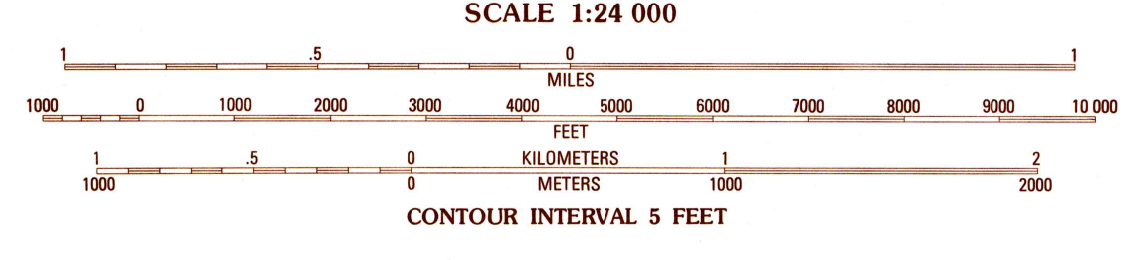 SCALE 1:24 000
1 .5 0 1
MILES
1000 0 1000 2000 3000 4000 5000 6000 7000 8000 9000 10 000
FEET
1 .5 0 KILOMETERS 1 2
1000 0 METERS 1000 2000
CONTOUR INTERVAL 5 FEET